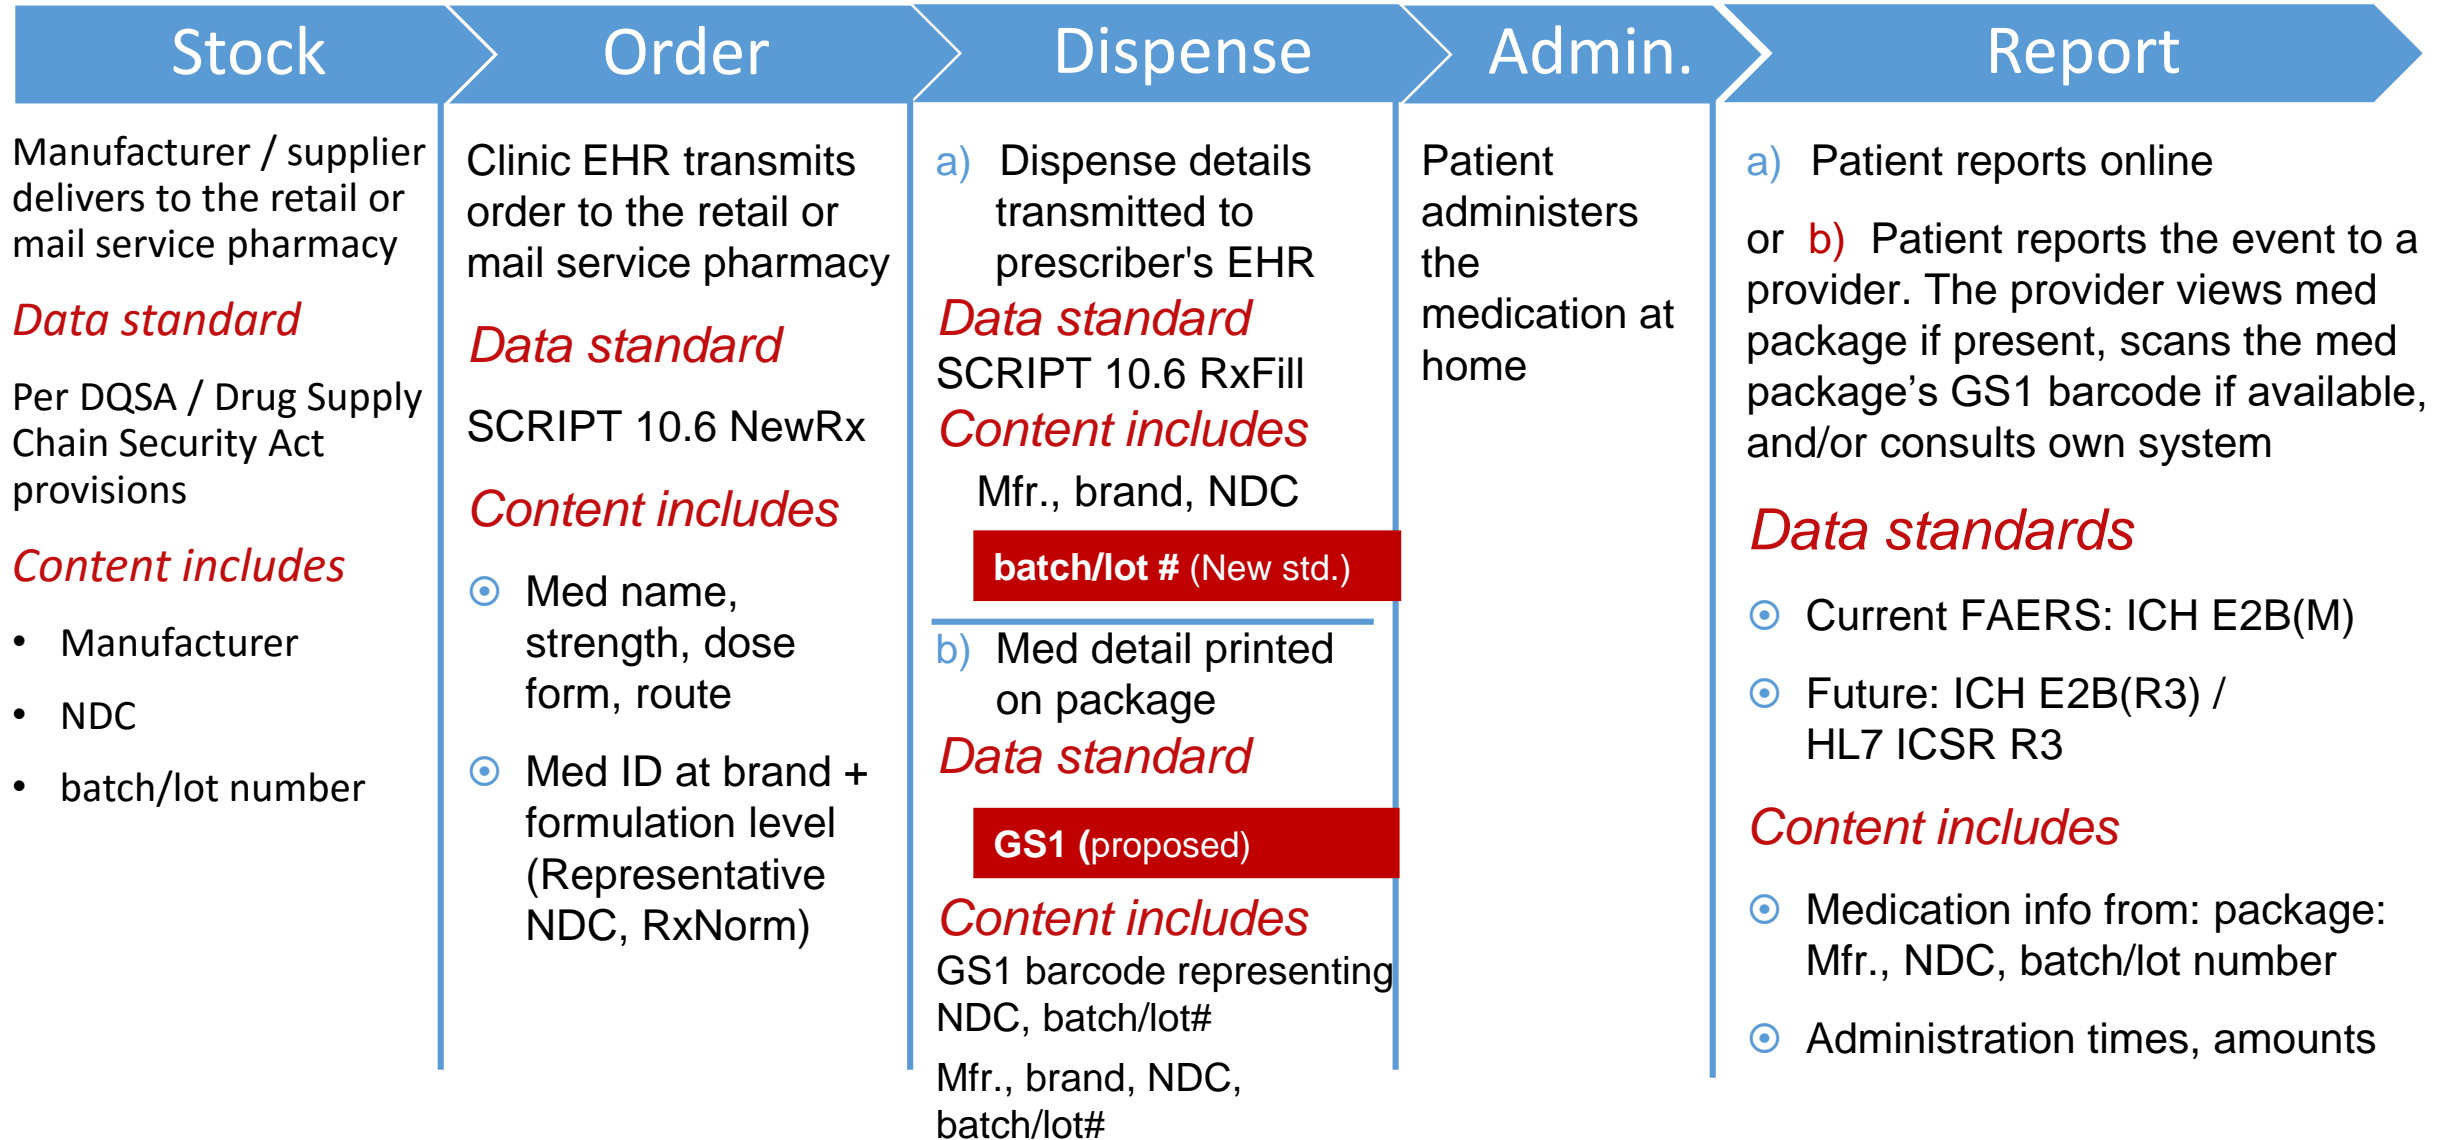 Stock
Order
Dispense
Admin.
Report
Manufacturer / supplier
delivers to the retail or
mail service pharmacy
Data standard
Per DQSA / Drug Supply
Chain Security Act
provisions
Content includes
• Manufacturer
• NDC
• batch/lot number
Clinic EHR transmits
order to the retail or
mail service pharmacy
Data standard
SCRIPT 10.6 NewRx
Content includes
Med name,
strength, dose
form, route
Med ID at brand +
formulation level
(Representative
NDC, RxNorm)
a) Dispense details
transmitted to
prescriber's EHR
Data standard
SCRIPT 10.6 RxFill
Content includes
Mfr., brand, NDC
batch/lot # (New std.)
b) Med detail printed
on package
Data standard
GS1 (proposed)
Content includes
GS1 barcode representing
NDC, batch/lot#
Mfr., brand, NDC,
batch/lot#
Patient
administers
the
medication at
home
a) Patient reports online
or b) Patient reports the event to a
provider. The provider views med
package if present, scans the med
package’s GS1 barcode if available,
and/or consults own system
Data standards
Current FAERS: ICH E2B(M)
Future: ICH E2B(R3) /
HL7 ICSR R3
Content includes
Medication info from: package:
Mfr., NDC, batch/lot number
Administration times, amounts